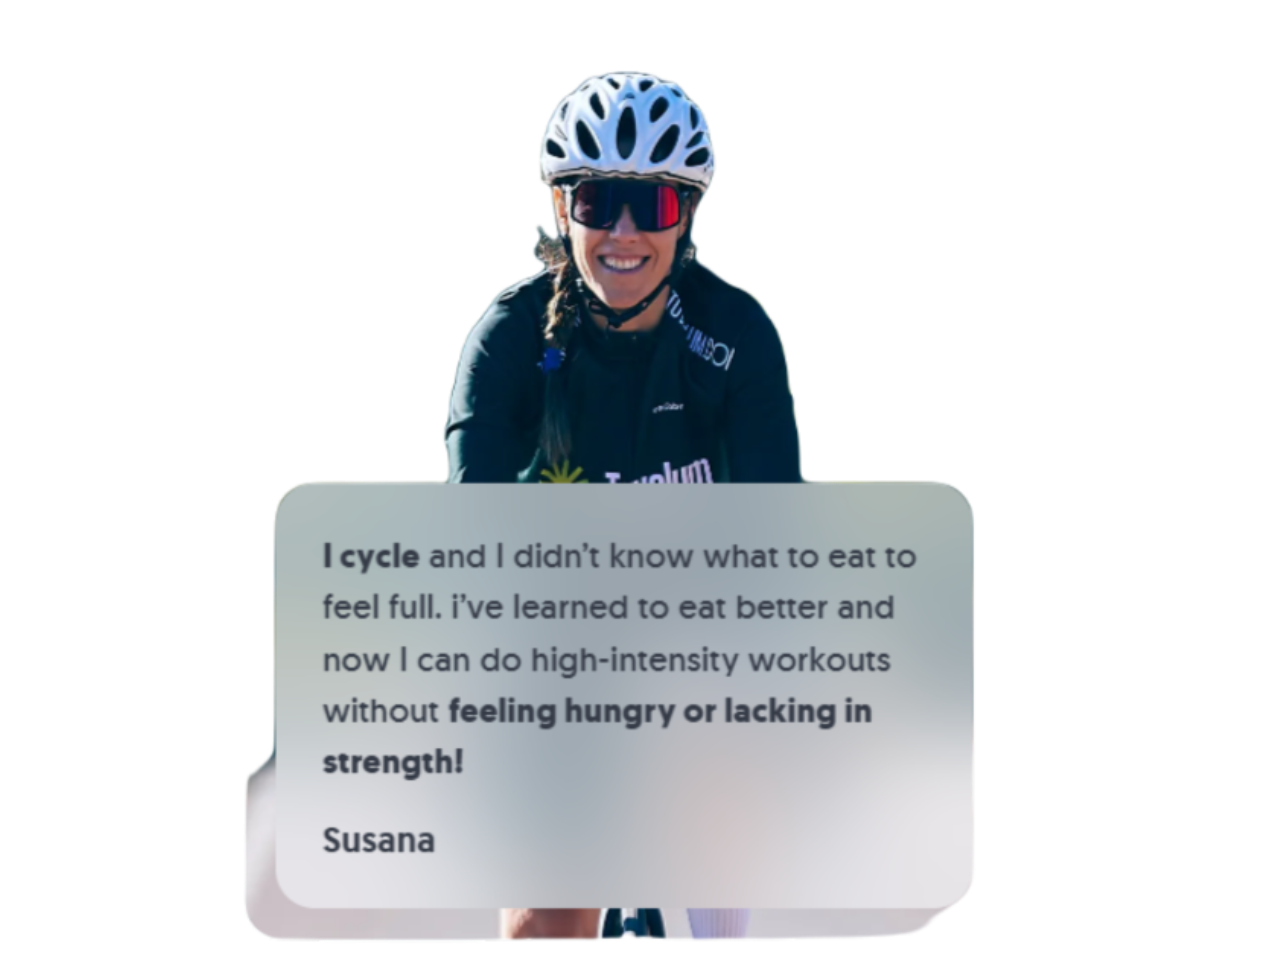 I cycle and I didn’t know what to eat to
feel full. i’ve learned to eat better and
now I can do high-intensity workouts
without feeling hungry or lacking in
strength!
Susana